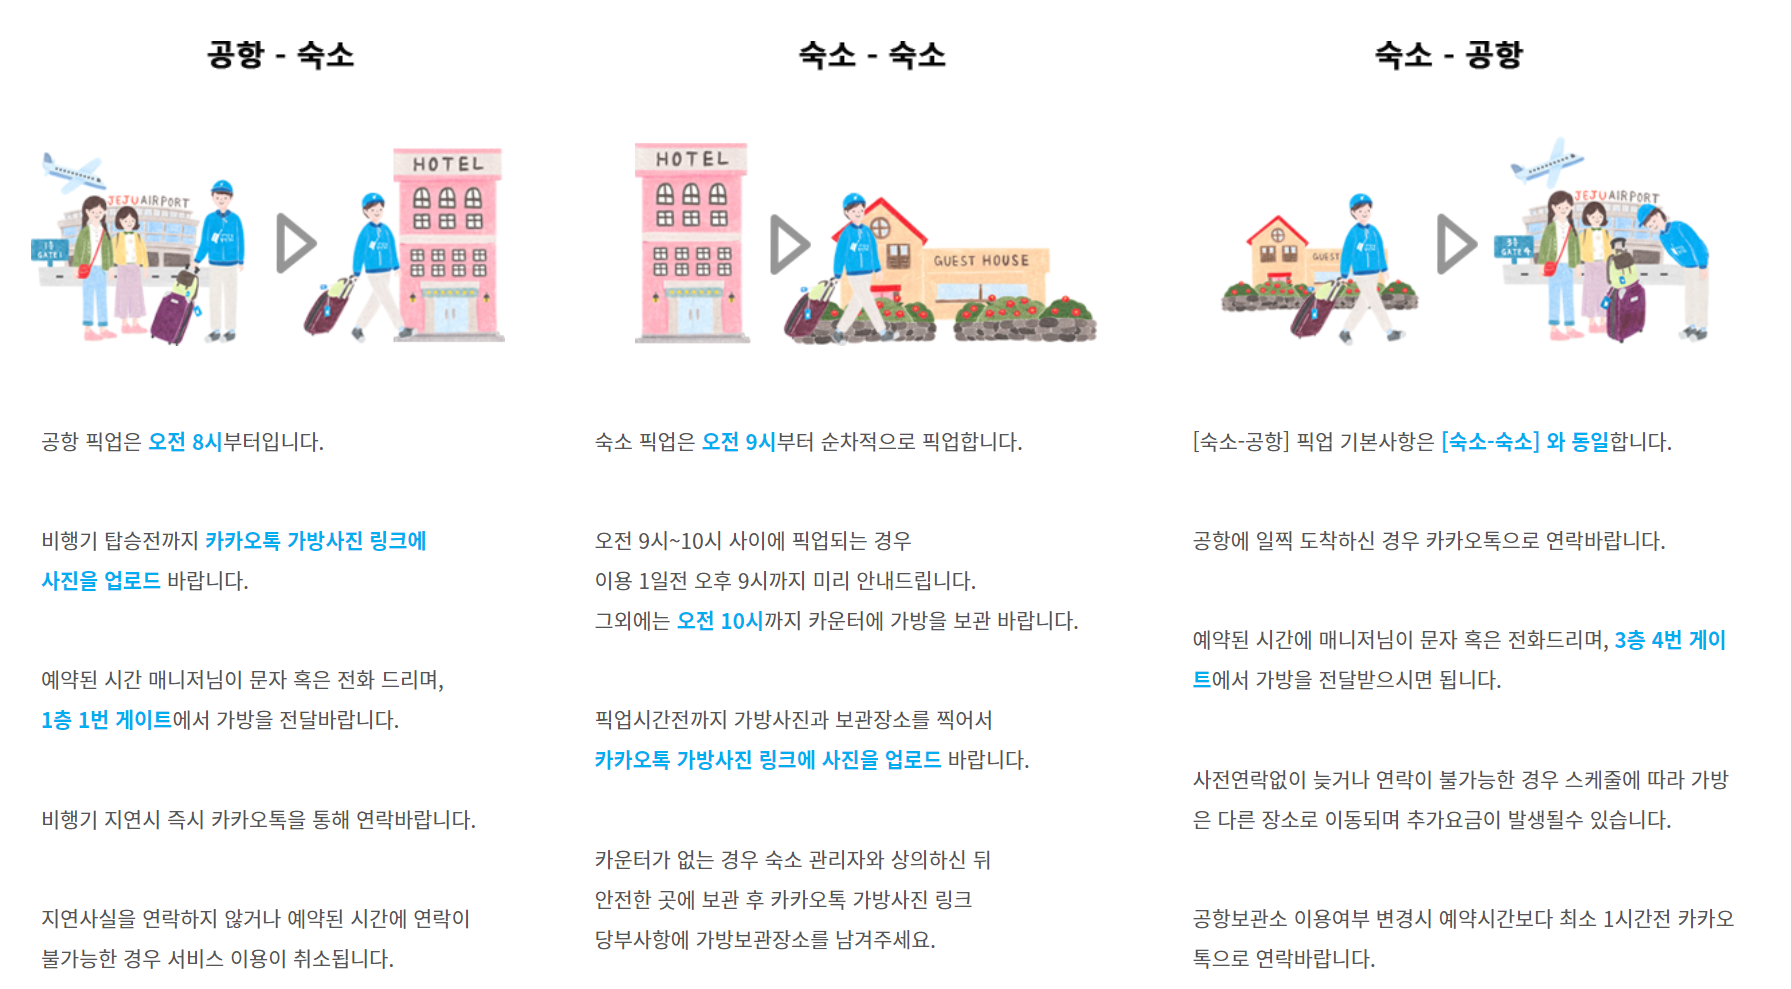 공항 - 숙소
JEJU AIRPORT
GATE 1
HOTEL
공항 픽업은 오전 8시부터입니다.
비행기 탑승전까지 카카오톡 가방사진 링크에
사진을 업로드 바랍니다.
예약된 시간 매니저님이 문자 혹은 전화 드리며,
1층 1번 게이트에서 가방을 전달바랍니다.
비행기 지연시 즉시 카카오톡을 통해 연락바랍니다.
지연사실을 연락하지 않거나 예약된 시간에 연락이
불가능한 경우 서비스 이용이 취소됩니다.
숙소 - 숙소
HOTEL
GUEST HOUSE
숙소 픽업은 오전 9시부터 순차적으로 픽업합니다.
오전 9시~10시 사이에 픽업되는 경우
이용 1일전 오후 9시까지 미리 안내드립니다.
그외에는 오전 10시까지 카운터에 가방을 보관 바랍니다.
픽업시간전까지 가방사진과 보관장소를 찍어서
카카오톡 가방사진 링크에 사진을 업로드 바랍니다.
카운터가 없는 경우 숙소 관리자와 상의하신 뒤
안전한 곳에 보관 후 카카오톡 가방사진 링크
당부사항에 가방보관장소를 남겨주세요.
숙소 - 공항
GUEST
JEJU AIRPORT
3층
GATE 4
[숙소-공항] 픽업 기본사항은 [숙소-숙소] 와 동일합니다.
공항에 일찍 도착하신 경우 카카오톡으로 연락바랍니다.
예약된 시간에 매니저님이 문자 혹은 전화드리며, 3층 4번 게이
트에서 가방을 전달받으시면 됩니다.
사전연락없이 늦거나 연락이 불가능한 경우 스케줄에 따라 가방
은 다른 장소로 이동되며 추가요금이 발생될수 있습니다.
공항보관소 이용여부 변경시 예약시간보다 최소 1시간전 카카오
톡으로 연락바랍니다.